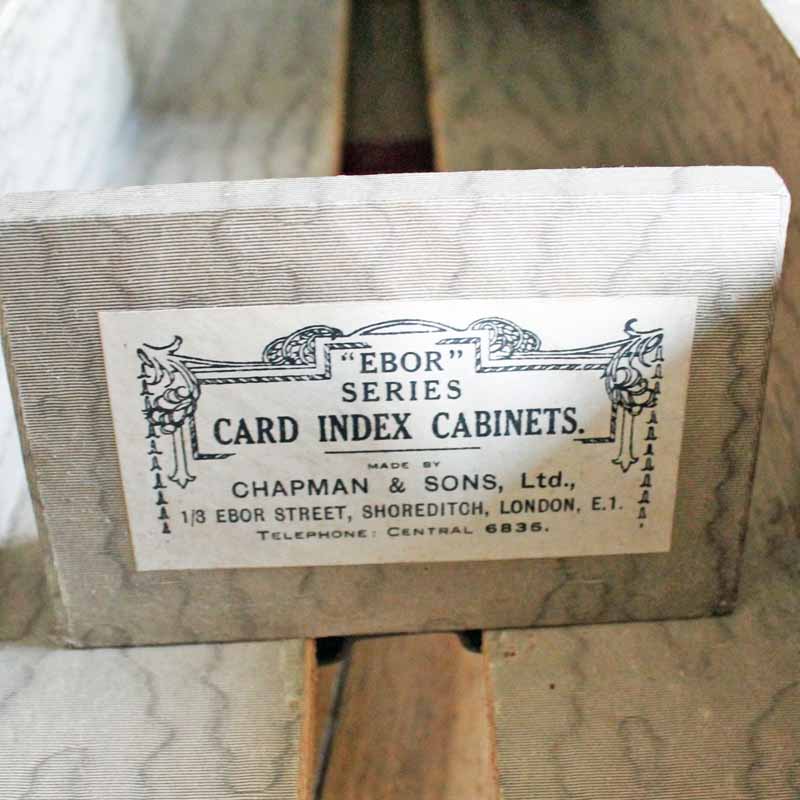 "EBOR"
SERIES
CARD INDEX CABINETS.
MADE BY
CHAPMAN & SONS, Ltd.,
1/3 EBOR STREET, SHOREDITCH, LONDON, E.1.
TELEPHONE: CENTRAL 6835.